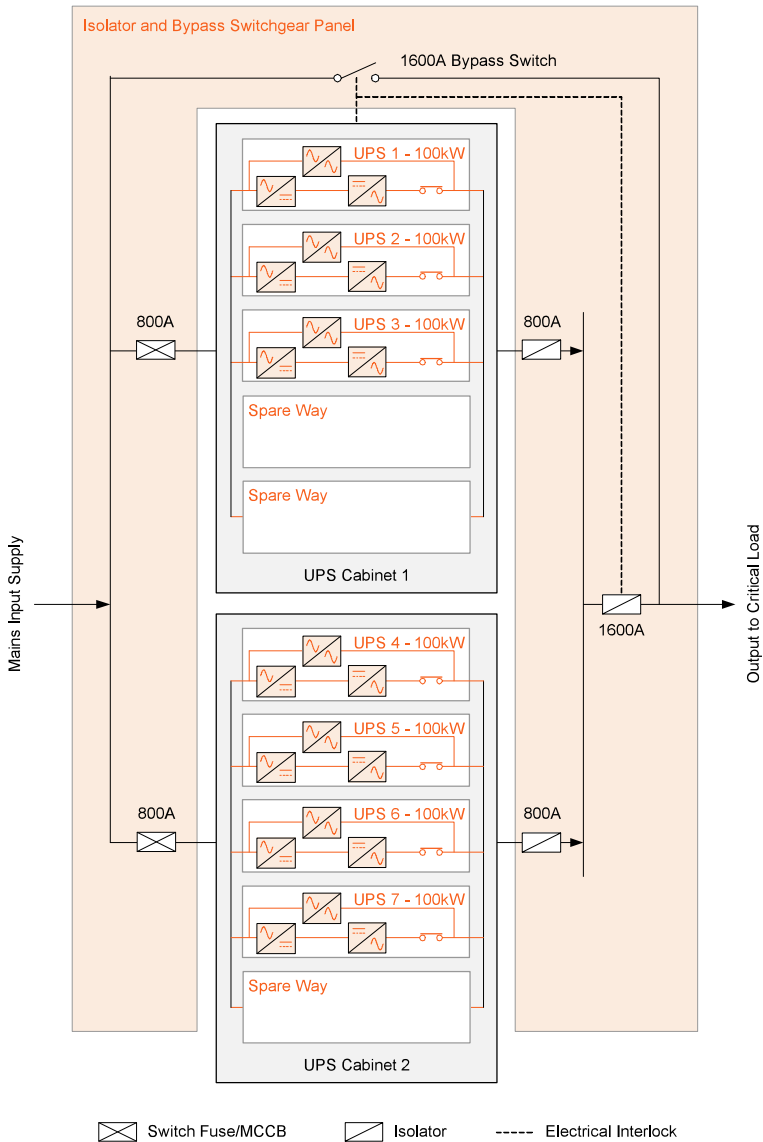 Isolator and Bypass Switchgear Panel
1600A Bypass Switch
UPS 1 - 100kW
UPS 2 - 100kW
UPS 3 - 100kW
800A
800A
Spare Way
Spare Way
UPS Cabinet 1
Mains Input Supply
1600A
Output to Critical Load
UPS 4 - 100kW
UPS 5 - 100kW
UPS 6 - 100kW
800A
800A
UPS 7 - 100kW
Spare Way
UPS Cabinet 2
Switch Fuse/MCCB
Isolator
Electrical Interlock